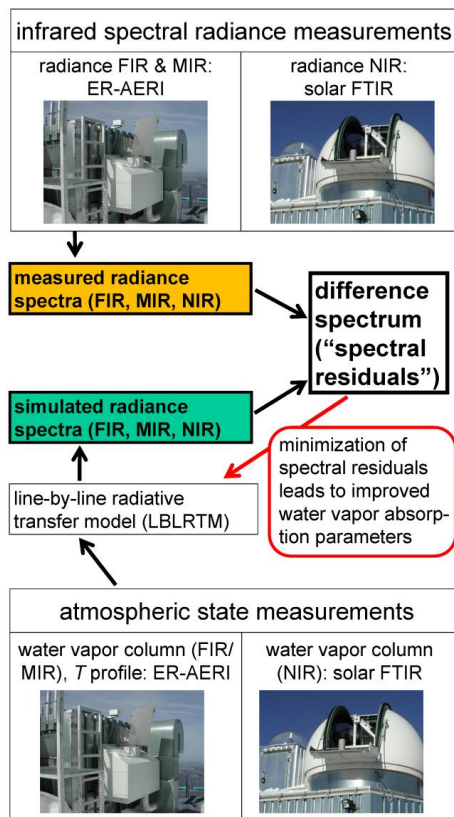 infrared spectral radiance measurements
radiance FIR & MIR:
ER-AERI
radiance NIR:
solar FTIR
measured radiance
spectra (FIR, MIR, NIR)
difference
spectrum
(“spectral
residuals”)
simulated radiance
spectra (FIR, MIR, NIR)
minimization of
spectral residuals
leads to improved
water vapor absorp-
tion parameters
line-by-line radiative
transfer model (LBLRTM)
atmospheric state measurements
water vapor column (FIR/
MIR), T profile: ER-AERI
water vapor column
(NIR): solar FTIR